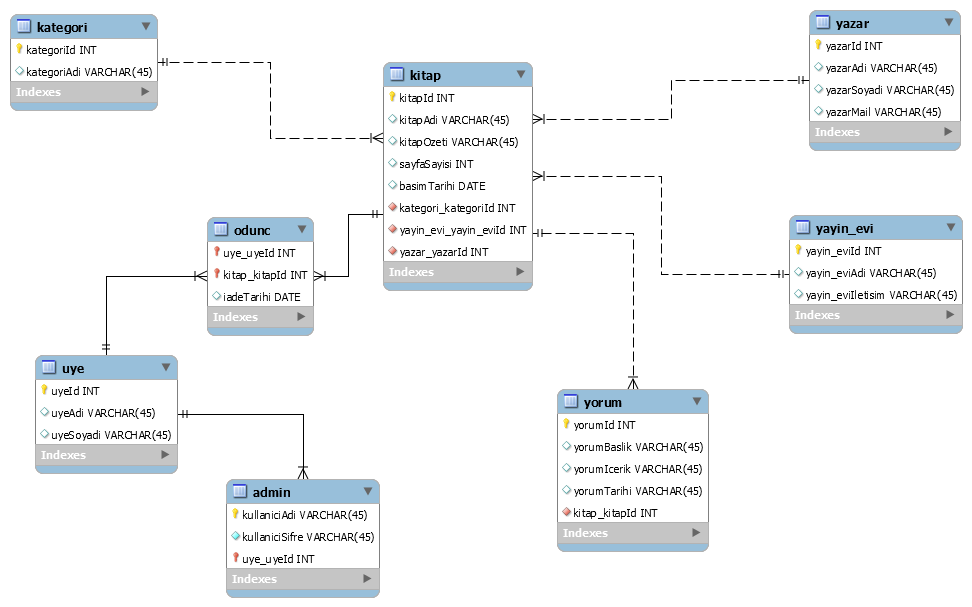 kategori
kategoriId INT
kategoriAdi VARCHAR(45)
Indexes
kitap
kitapId INT
kitapAdi VARCHAR(45)
kitapOzeti VARCHAR(45)
sayfaSayisi INT
basimTarihi DATE
kategori_kategoriId INT
yayin_evi_yayin_eviId INT
yazar_yazarId INT
Indexes
yazar
yazarId INT
yazarAdi VARCHAR(45)
yazarSoyadi VARCHAR(45)
yazarMail VARCHAR(45)
Indexes
odunc
uye_uyeId INT
kitap_kitapId INT
iadeTarihi DATE
Indexes
yayin_evi
yayin_eviId INT
yayin_eviAdi VARCHAR(45)
yayin_eviIletisim VARCHAR(45)
Indexes
uye
uyeId INT
uyeAdi VARCHAR(45)
uyeSoyadi VARCHAR(45)
Indexes
yorum
yorumId INT
yorumBaslik VARCHAR(45)
yorumIcerik VARCHAR(45)
yorumTarihi VARCHAR(45)
kitap_kitapId INT
Indexes
admin
kullaniciAdi VARCHAR(45)
kullaniciSifre VARCHAR(45)
uye_uyeId INT
Indexes